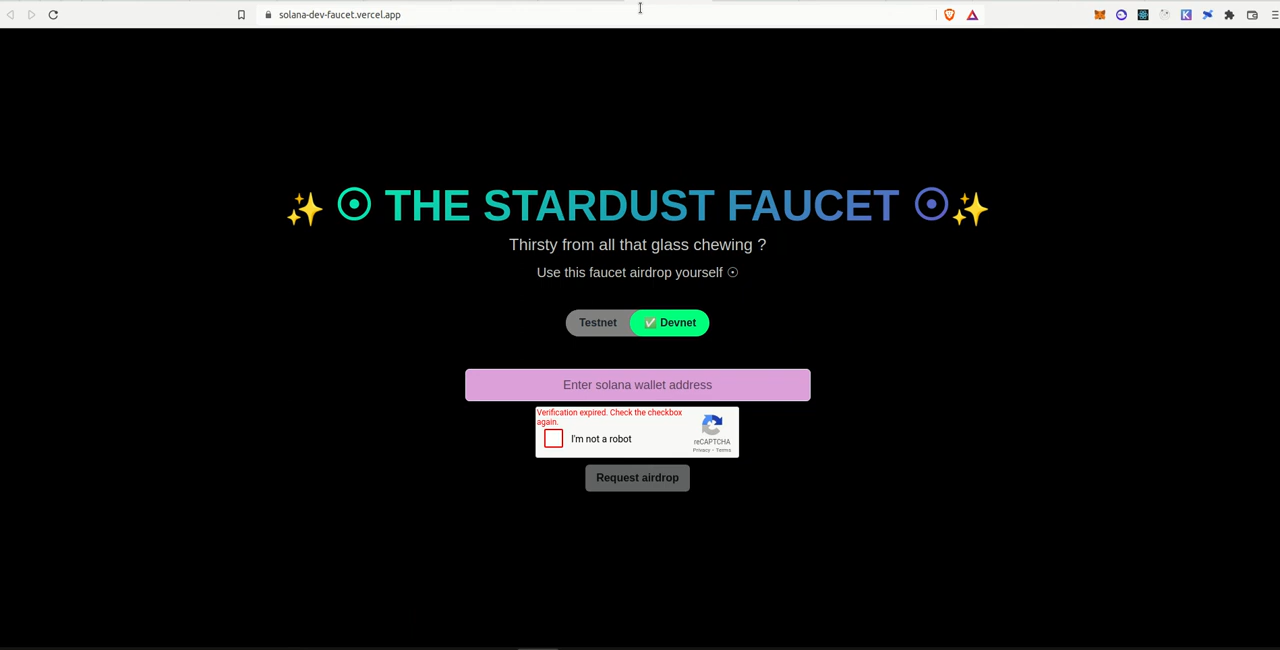 solana-dev-faucet.vercel.app
✨ ☉ THE STARDUST FAUCET ☉✨
Thirsty from all that glass chewing ?
Use this faucet airdrop yourself ☉
Testnet
✅ Devnet
Enter solana wallet address
Verification expired. Check the checkbox
again.
I'm not a robot
reCAPTCHA
Privacy - Terms
Request airdrop